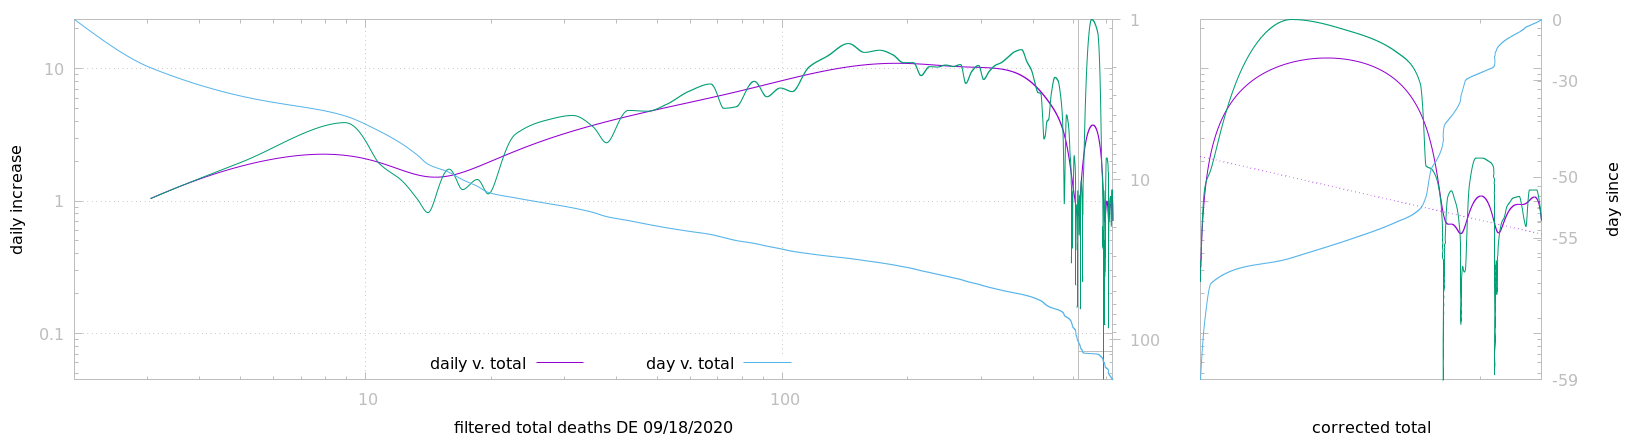 daily increase
10
1
0.1
daily v. total
day v. total
10
100
filtered total deaths DE 09/18/2020
1
10
100
0
-30
-50
-55
-59
day since
corrected total